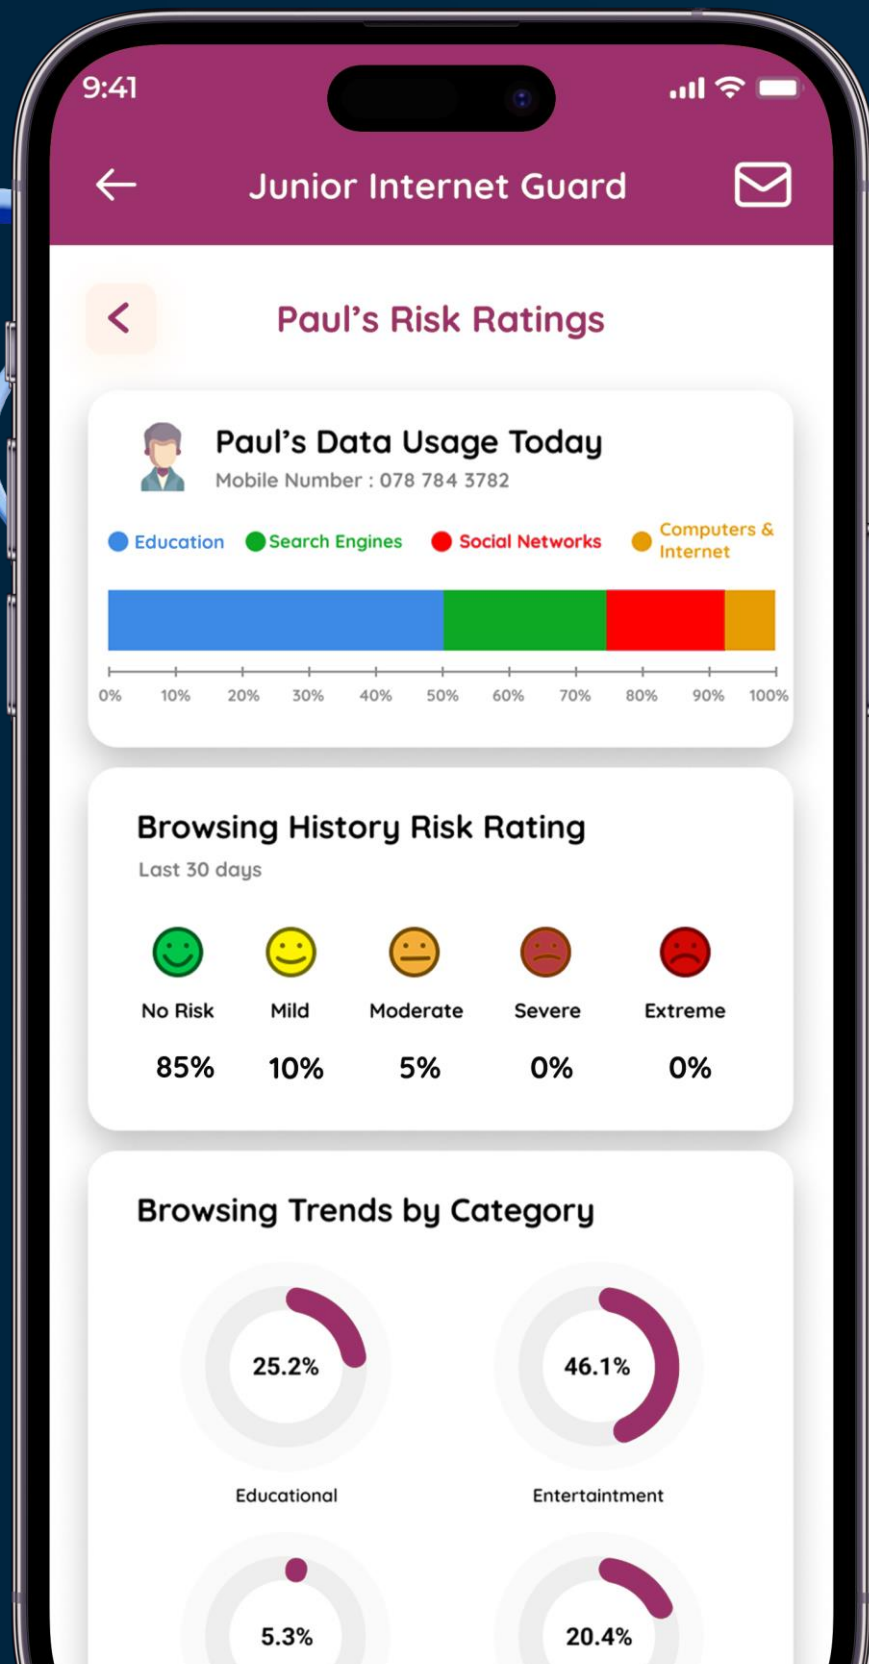 9:41
Junior Internet Guard
Paul’s Risk Ratings
Paul’s Data Usage Today
Mobile Number : 078 784 3782
Education Search Engines Social Networks Computers &
Internet
0% 10% 20% 30% 40% 50% 60% 70% 80% 90% 100%
Browsing History Risk Rating
Last 30 days
No Risk Mild Moderate Severe Extreme
85% 10% 5% 0% 0%
Browsing Trends by Category
25.2% 46.1%
Educational Entertaintment
5.3% 20.4%